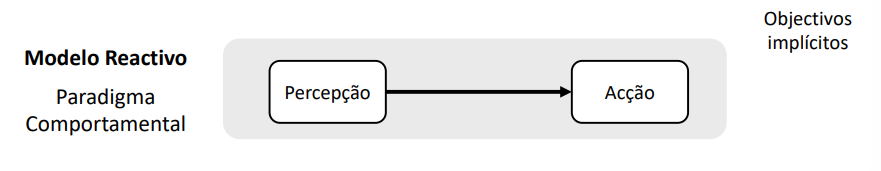 Objectivos
implícitos
Modelo Reactivo
Paradigma
Comportamental
Percepção
Acção